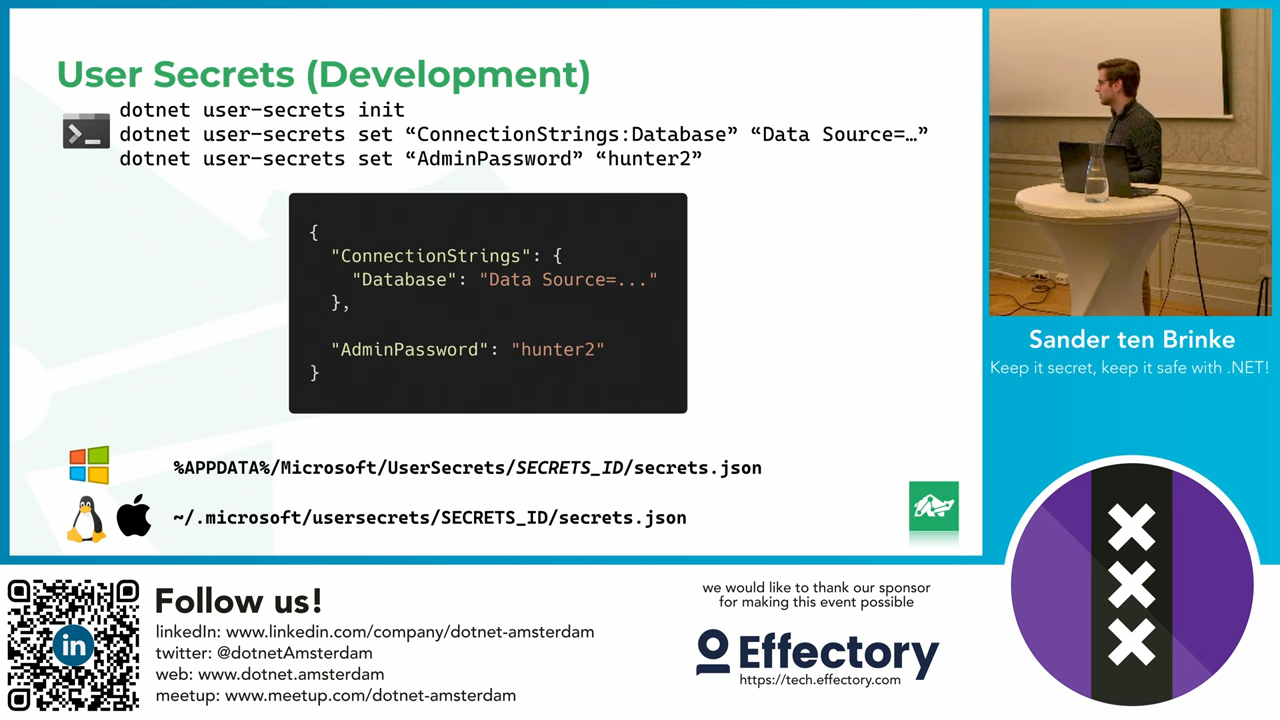 User Secrets (Development)
dotnet user-secrets init
dotnet user-secrets set “ConnectionStrings:Database” “Data Source=…”
dotnet user-secrets set “AdminPassword” “hunter2”
{
"ConnectionStrings": {
"Database": "Data Source=..."
},
"AdminPassword": "hunter2"
}
%APPDATA%/Microsoft/UserSecrets/SECRETS_ID/secrets.json
~/.microsoft/usersecrets/SECRETS_ID/secrets.json
Sander ten Brinke
Keep it secret, keep it safe with .NET!
in
Follow us!
linkedIn: www.linkedin.com/company/dotnet-amsterdam
twitter: @dotnetAmsterdam
web: www.dotnet.amsterdam
meetup: www.meetup.com/dotnet-amsterdam
we would like to thank our sponsor
for making this event possible
Effectory
https://tech.effectory.com